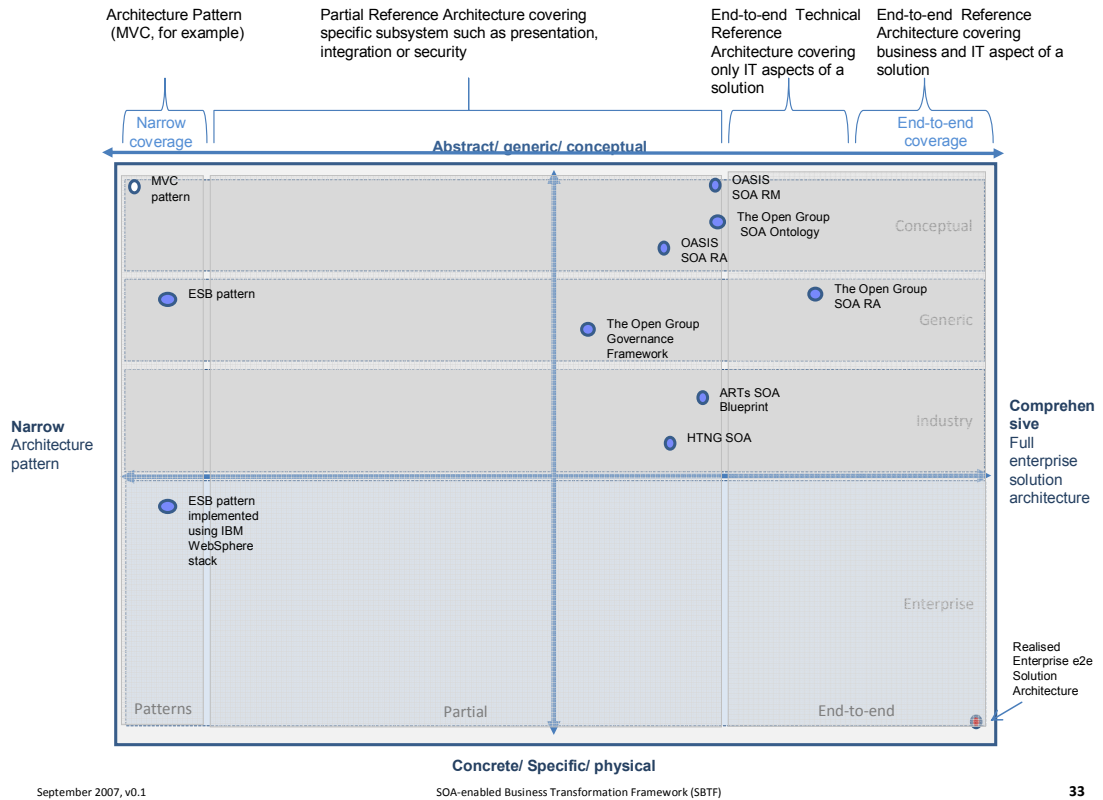 Architecture Pattern
(MVC, for example)
Partial Reference Architecture covering
specific subsystem such as presentation,
integration or security
End-to-end Technical
Reference
Architecture covering
only IT aspects of a
solution
End-to-end Reference
Architecture covering
business and IT aspect of a
solution
Narrow
coverage
End-to-end
coverage
Abstract/ generic/ conceptual
MVC
pattern
OASIS
SOA RM
The Open Group
SOA Ontology
OASIS
SOA RA
Conceptual
ESB pattern
The Open Group
SOA RA
Generic
The Open Group
Governance
Framework
ARTs SOA
Blueprint
Industry
HTNG SOA
Narrow
Architecture
pattern
Comprehen
sive
Full
enterprise
solution
architecture
ESB pattern
implemented
using IBM
WebSphere
stack
Enterprise
Realised
Enterprise e2e
Solution
Architecture
Patterns
Partial
End-to-end
Concrete/ Specific/ physical
September 2007, v0.1
SOA-enabled Business Transformation Framework (SBTF)
33